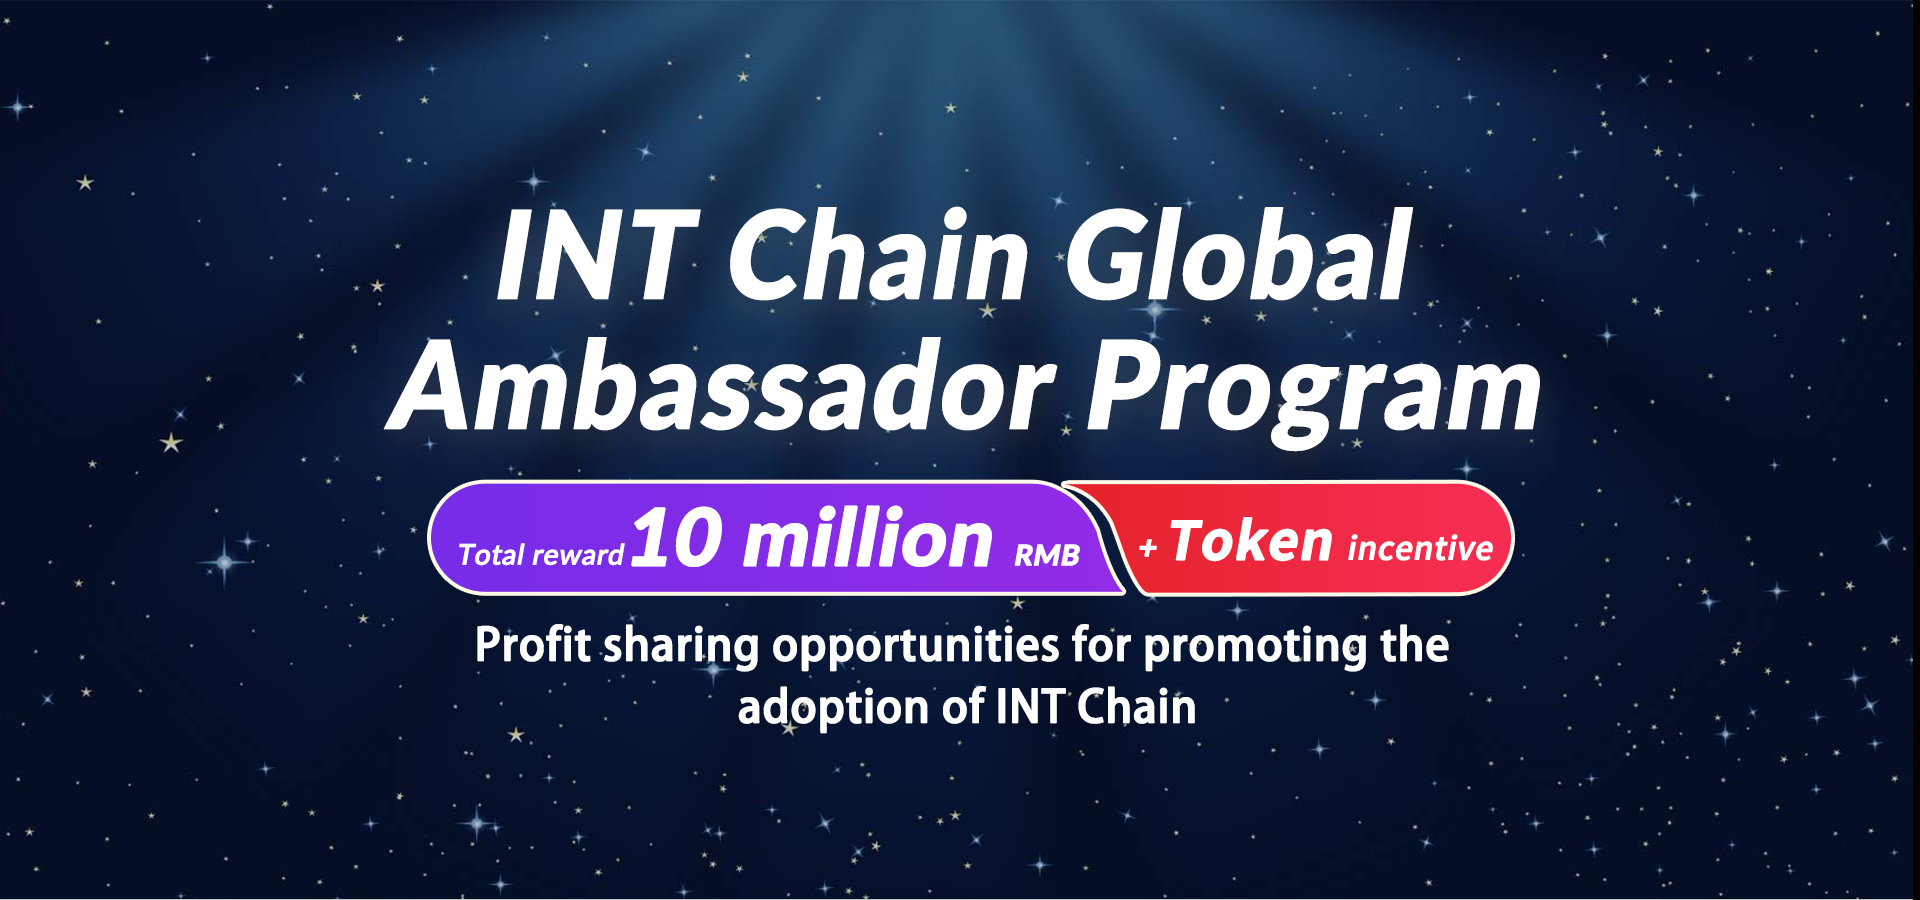 INT Chain Global
Ambassador Program
Total reward 10 million RMB + Token incentive
Profit sharing opportunities for promoting the
adoption of INT Chain